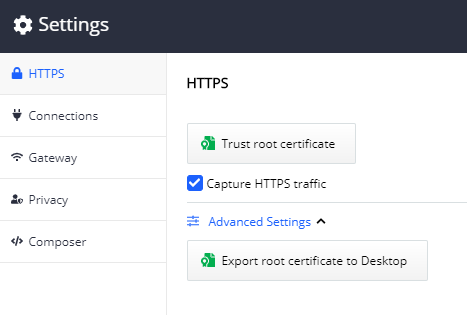 Settings
HTTPS
Connections
Gateway
Privacy
Composer
HTTPS
Trust root certificate
Capture HTTPS traffic
Advanced Settings
Export root certificate to Desktop